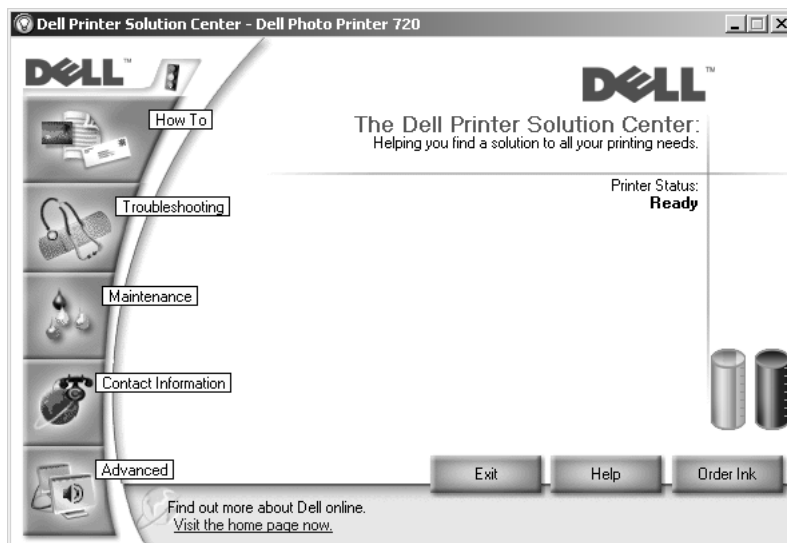 Dell Printer Solution Center - Dell Photo Printer 720
DELL™
How To
Troubleshooting
Maintenance
Contact Information
Advanced
DELL™
The Dell Printer Solution Center:
Helping you find a solution to all your printing needs.
Printer Status:
Ready
Exit
Help
Order Ink
Find out more about Dell online.
Visit the home page now.